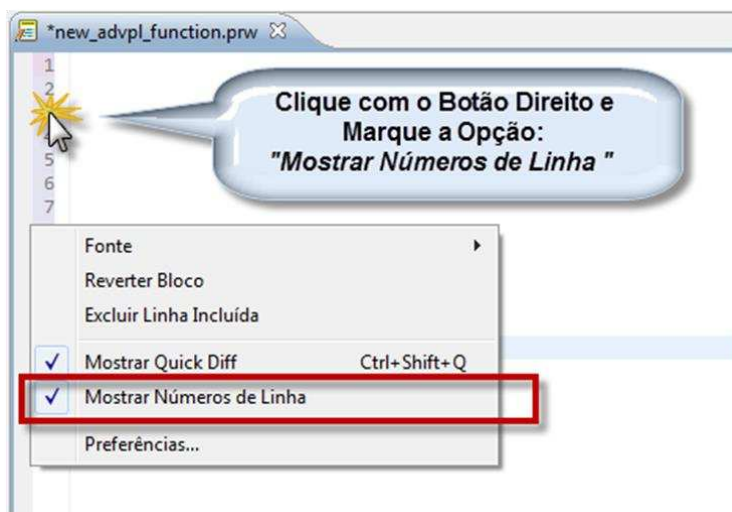 *new_advpl_function.prw
1
2
Clique com o Botão Direito e
Marque a Opção:
"Mostrar Números de Linha "
5
6
7
Fonte
Reverter Bloco
Excluir Linha Incluída
Mostrar Quick Diff Ctrl+Shift+Q
Mostrar Números de Linha
Preferências...